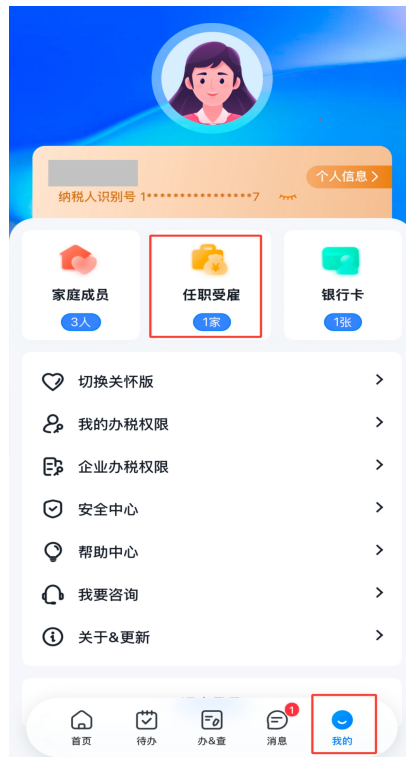 个人信息 >
纳税人识别号 1****************7
家庭成员 任职受雇 银行卡
3人 1家 1张
切换关怀版
我的办税权限
企业办税权限
安全中心
帮助中心
我要咨询
关于&更新
1
首页 待办 办&查 消息 我的